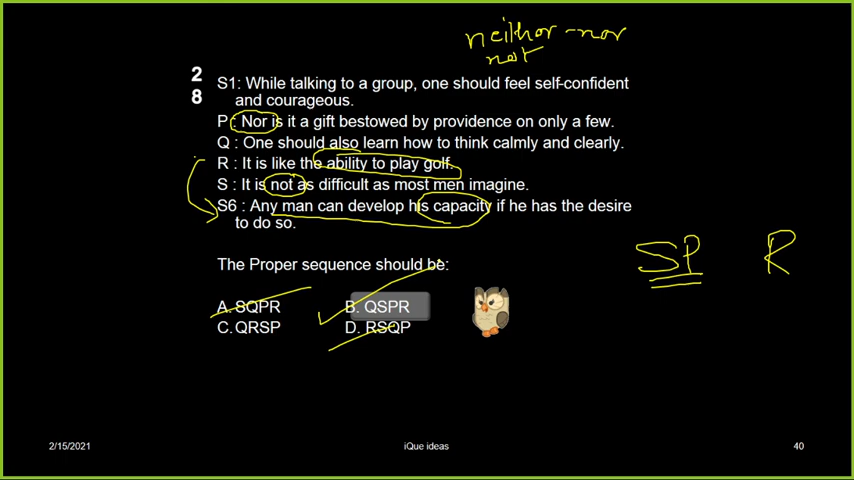 neither - nor
not
28
S1: While talking to a group, one should feel self-confident
and courageous.
P : Nor is it a gift bestowed by providence on only a few.
Q : One should also learn how to think calmly and clearly.
R : It is like the ability to play golf.
S : It is not as difficult as most men imagine.
S6 : Any man can develop his capacity if he has the desire
to do so.
SP R
The Proper sequence should be:
A. SQPR B. QSPR
C. QRSP D. RSQP
2/15/2021 iQue ideas 40